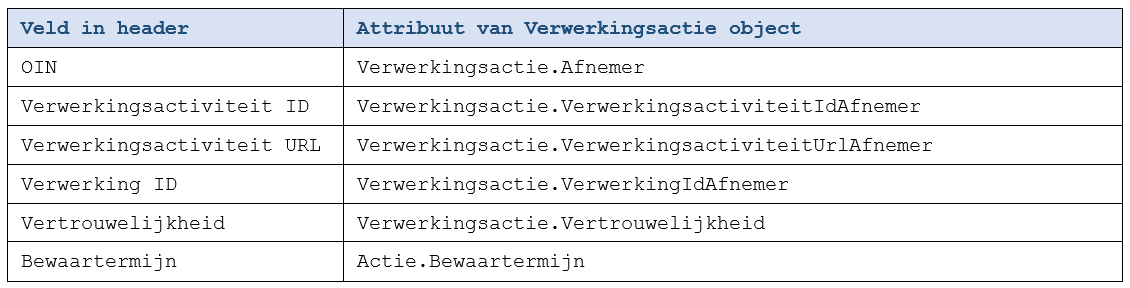 Veld in header Attribuut van Verwerkingsactie object
OIN Verwerkingsactie.Afnemer
Verwerkingsactiviteit ID Verwerkingsactie.VerwerkingsactiviteitIdAfnemer
Verwerkingsactiviteit URL Verwerkingsactie.VerwerkingsactiviteitUrlAfnemer
Verwerking ID Verwerkingsactie.VerwerkingIdAfnemer
Vertrouwelijkheid Verwerkingsactie.Vertrouwelijkheid
Bewaartermijn Actie.Bewaartermijn